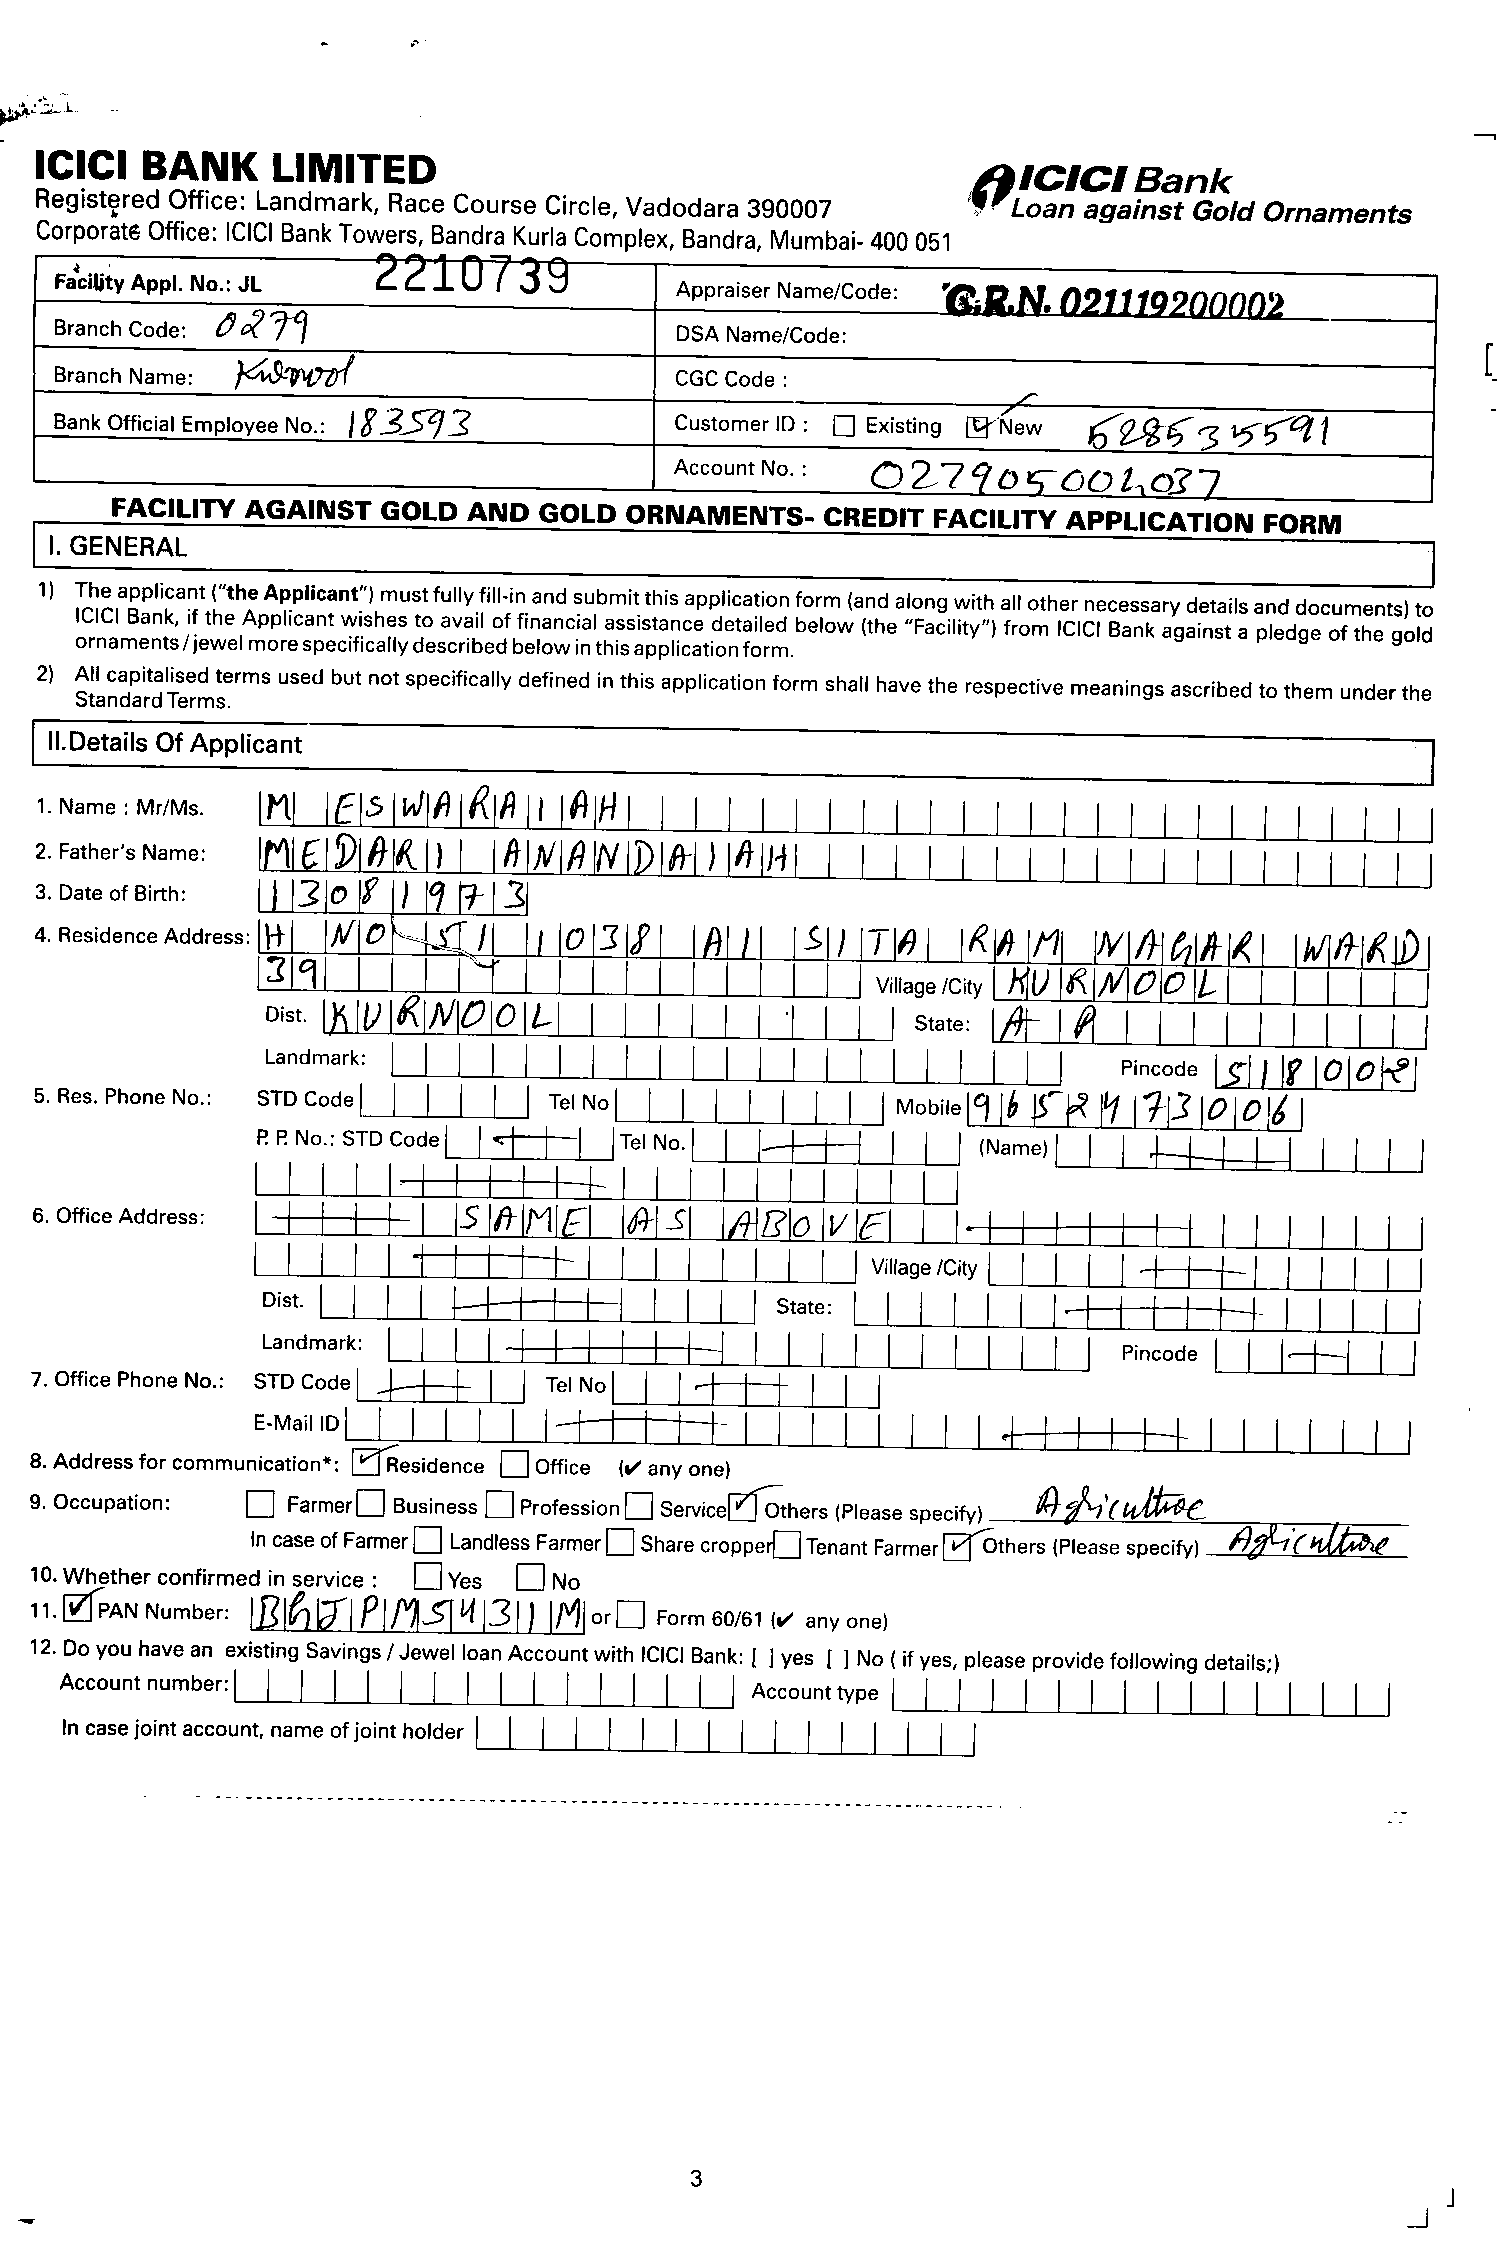 ICICI BANK LIMITED
Registered Office: Landmark, Race Course Circle, Vadodara 390007
Corporate Office: ICICI Bank Towers, Bandra Kurla Complex, Bandra, Mumbai- 400 051
ICICI Bank
Loan against Gold Ornaments
Facility Appl. No.: JL 2210739
Appraiser Name/Code: G.R.N. 021119200002
Branch Code: 0279
DSA Name/Code:
Branch Name: Kurnool
CGC Code :
Bank Official Employee No.: 183593
Customer ID : Existing New 528535591
Account No. : 027905002037
FACILITY AGAINST GOLD AND GOLD ORNAMENTS- CREDIT FACILITY APPLICATION FORM
I. GENERAL
1) The applicant ("the Applicant") must fully fill-in and submit this application form (and along with all other necessary details and documents) to
ICICI Bank, if the Applicant wishes to avail of financial assistance detailed below (the "Facility") from ICICI Bank against a pledge of the gold
ornaments/jewel more specifically described below in this application form.
2) All capitalised terms used but not specifically defined in this application form shall have the respective meanings ascribed to them under the
Standard Terms.
II.Details Of Applicant
1. Name : Mr/Ms. M ESWARAIAH
2. Father's Name: MEDARI ANANDAIAH
3. Date of Birth: 13081973
4. Residence Address: H NO 51 1038 A1 SITA RAM NAGAR WARD
39 Village /City KURNOOL
Dist. KURNOOL State: A P
Landmark: Pincode 518002
5. Res. Phone No.: STD Code Tel No Mobile 9652473006
P. P. No.: STD Code Tel No. (Name)
6. Office Address: SAME AS ABOVE
Village /City
Dist. State:
Landmark: Pincode
7. Office Phone No.: STD Code Tel No
E-Mail ID
8. Address for communication*: ✓ Residence Office (✔ any one)
9. Occupation: Farmer Business Profession Service ✓ Others (Please specify) Agriculture
In case of Farmer Landless Farmer Share cropper Tenant Farmer ✓ Others (Please specify) Agriculture
10. Whether confirmed in service : Yes No
11. ✓ PAN Number: BGJPM5431M or Form 60/61 (✔ any one)
12. Do you have an existing Savings / Jewel loan Account with ICICI Bank: [ ] yes [ ] No ( if yes, please provide following details;)
Account number: Account type
In case joint account, name of joint holder
3